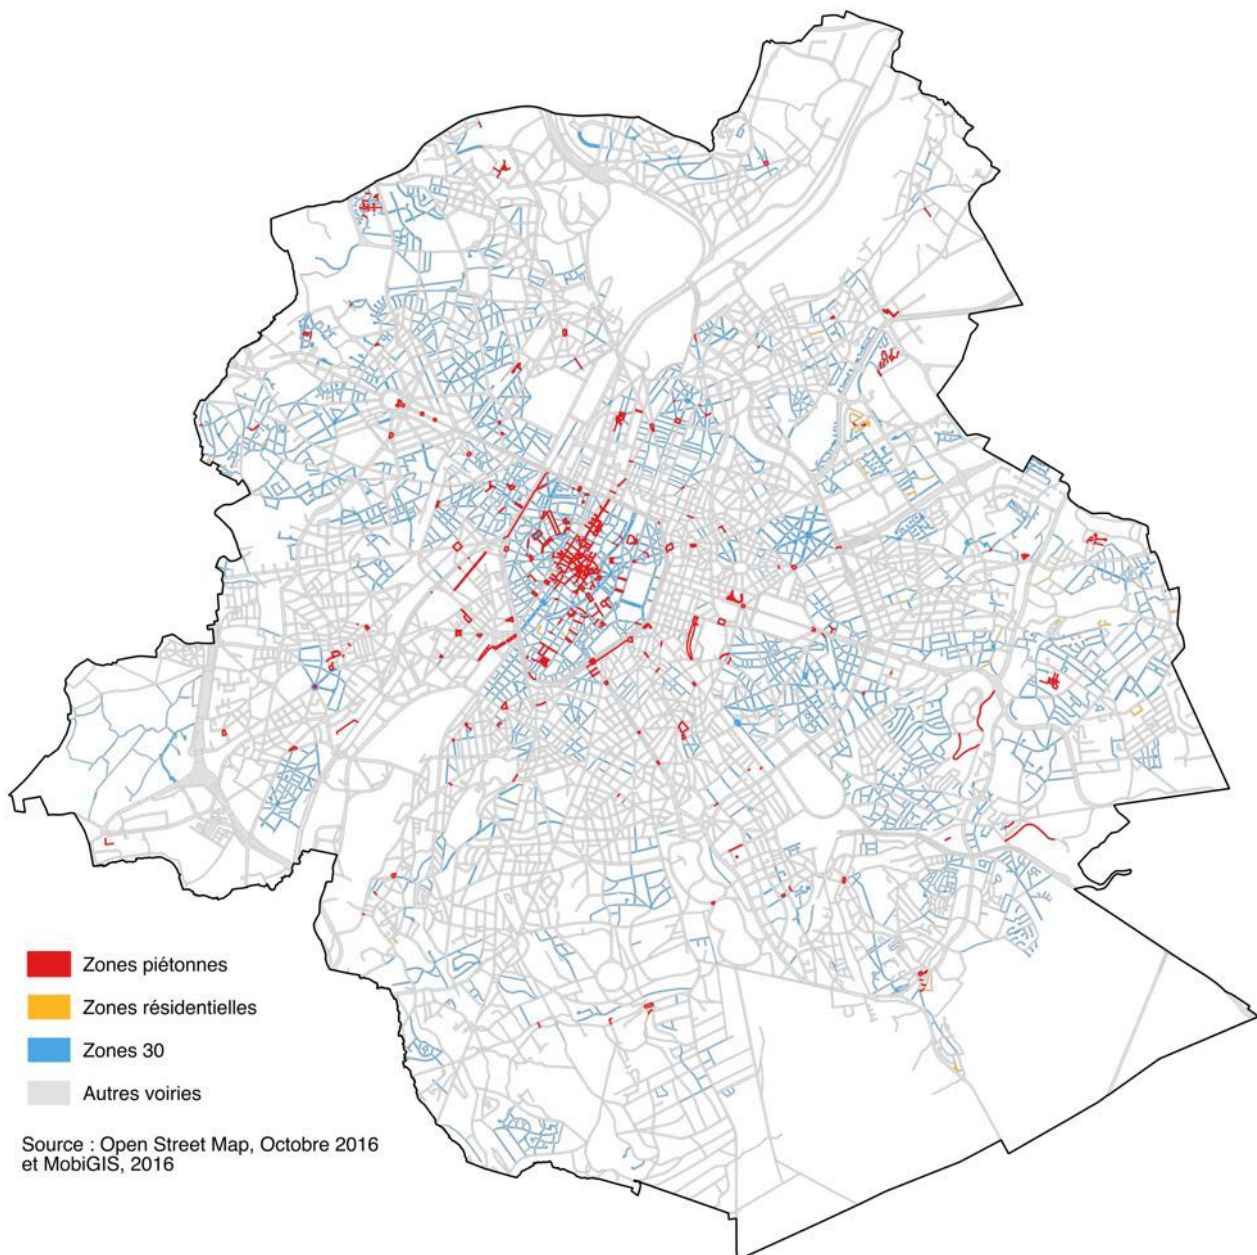 Zones piétonnes
Zones résidentielles
Zones 30
Autres voiries
Source : Open Street Map, Octobre 2016
et MobiGIS, 2016